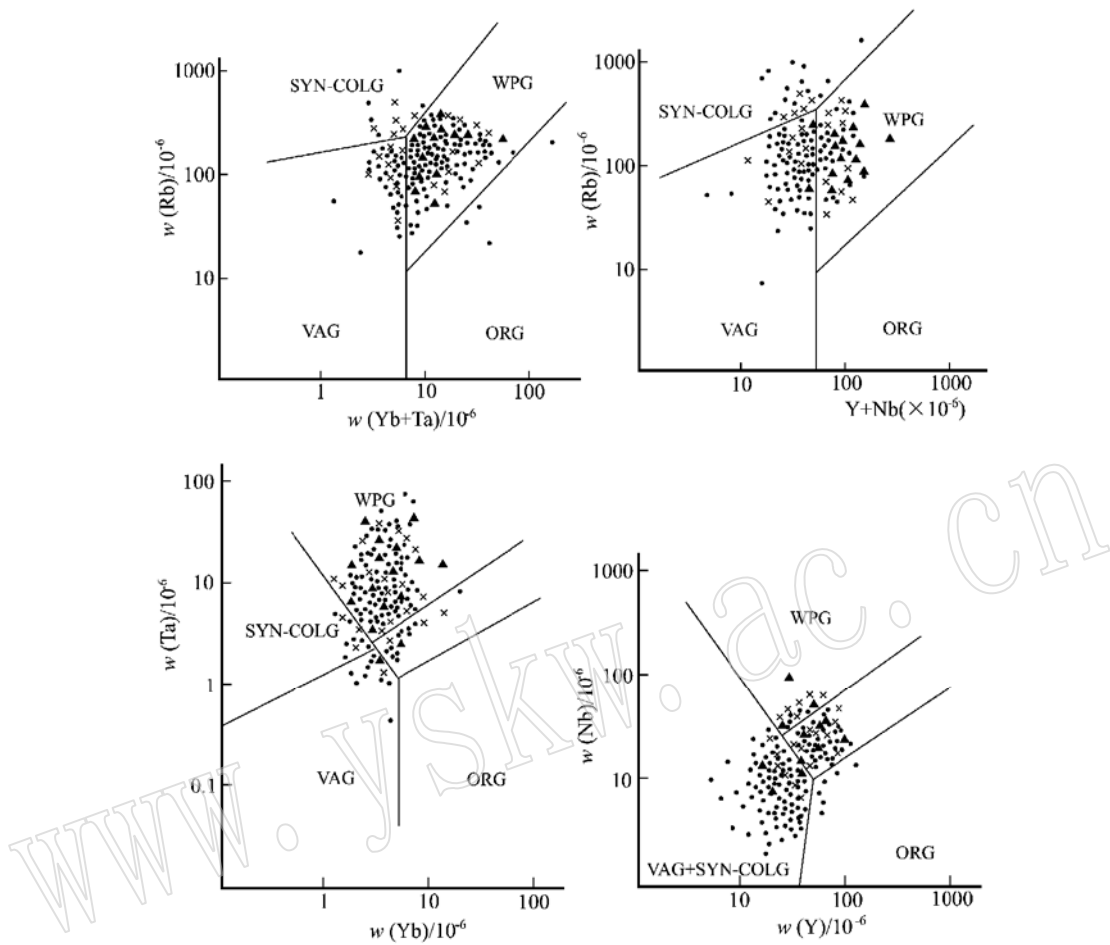 1000
SYN-COLG
WPG
w (Rb)/10⁻⁶
100
10
VAG
ORG
1
10
100
w (Yb+Ta)/10⁻⁶
1000
SYN-COLG
WPG
w (Rb)/10⁻⁶
100
10
VAG
ORG
10
100
1000
Y+Nb(×10⁻⁶)
100
WPG
w (Ta)/10⁻⁶
10
SYN-COLG
1
VAG
ORG
0.1
1
10
100
w (Yb)/10⁻⁶
1000
WPG
100
w (Nb)/10⁻⁶
10
VAG+SYN-COLG
ORG
10
100
1000
w (Y)/10⁻⁶
www.yskw.ac.cn